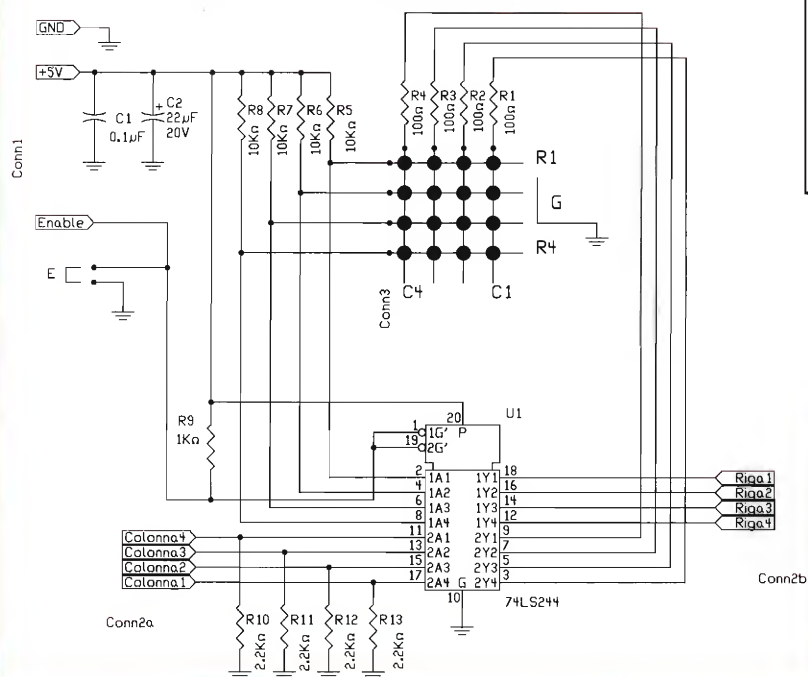 GND
+5V
C1
0.1µF
+
C2
22µF
20V
R8
10KΩ
R7
10KΩ
R6
10KΩ
R5
10KΩ
R4
100Ω
R3
100Ω
R2
100Ω
R1
100Ω
R1
G
R4
C4
C1
Conn3
Conn1
Enable
E
R9
1KΩ
U1
20
P
1
1G'
19
2G'
2 1A1 1Y1 18
4 1A2 1Y2 16
6 1A3 1Y3 14
8 1A4 1Y4 12
11 2A1 2Y1 9
13 2A2 2Y2 7
15 2A3 2Y3 5
17 2A4 G 2Y4 3
10
74LS244
Riga1
Riga2
Riga3
Riga4
Conn2b
Colonna4
Colonna3
Colonna2
Colonna1
Conn2a
R10
2.2KΩ
R11
2.2KΩ
R12
2.2KΩ
R13
2.2KΩ